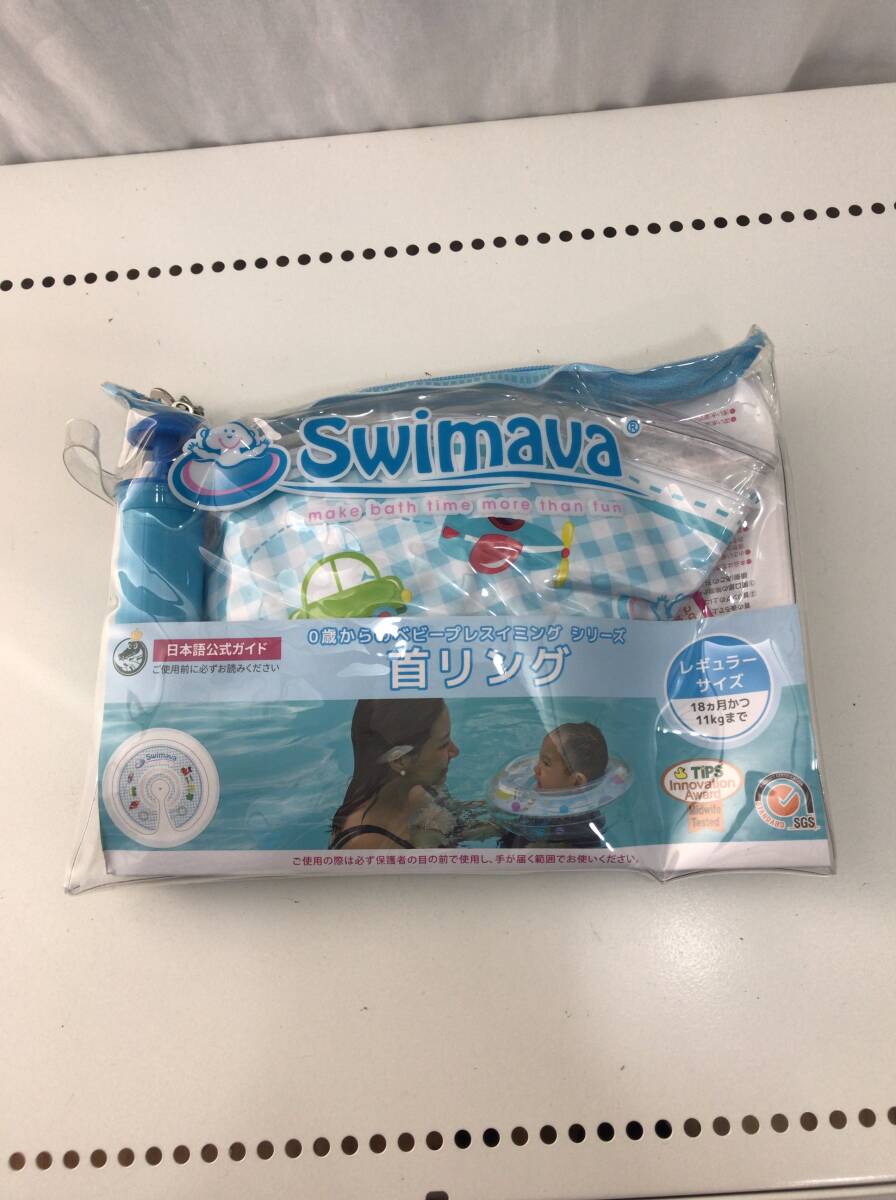 Swimava®
make bath time more than fun
0歳からのベビープレスイミング シリーズ
日本語公式ガイド
ご使用前に必ずお読みください
首リング
レギュラー
サイズ
18ヵ月かつ
11kgまで
Swimava
TiPS
Innovation
Award
Midwife
Tested
STANDARD
SGS
ご使用の際は必ず保護者の目の前で使用し、手が届く範囲でお使いください。